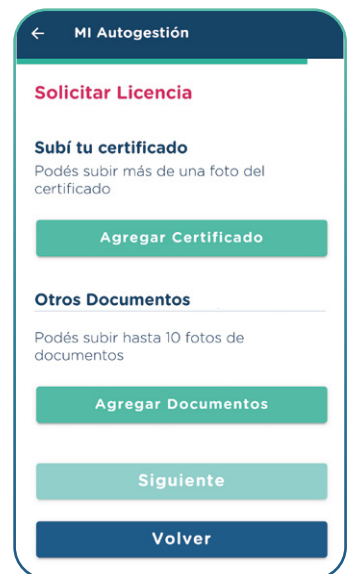 MI Autogestión
Solicitar Licencia
Subí tu certificado
Podés subir más de una foto del
certificado
Agregar Certificado
Otros Documentos
Podés subir hasta 10 fotos de
documentos
Agregar Documentos
Siguiente
Volver